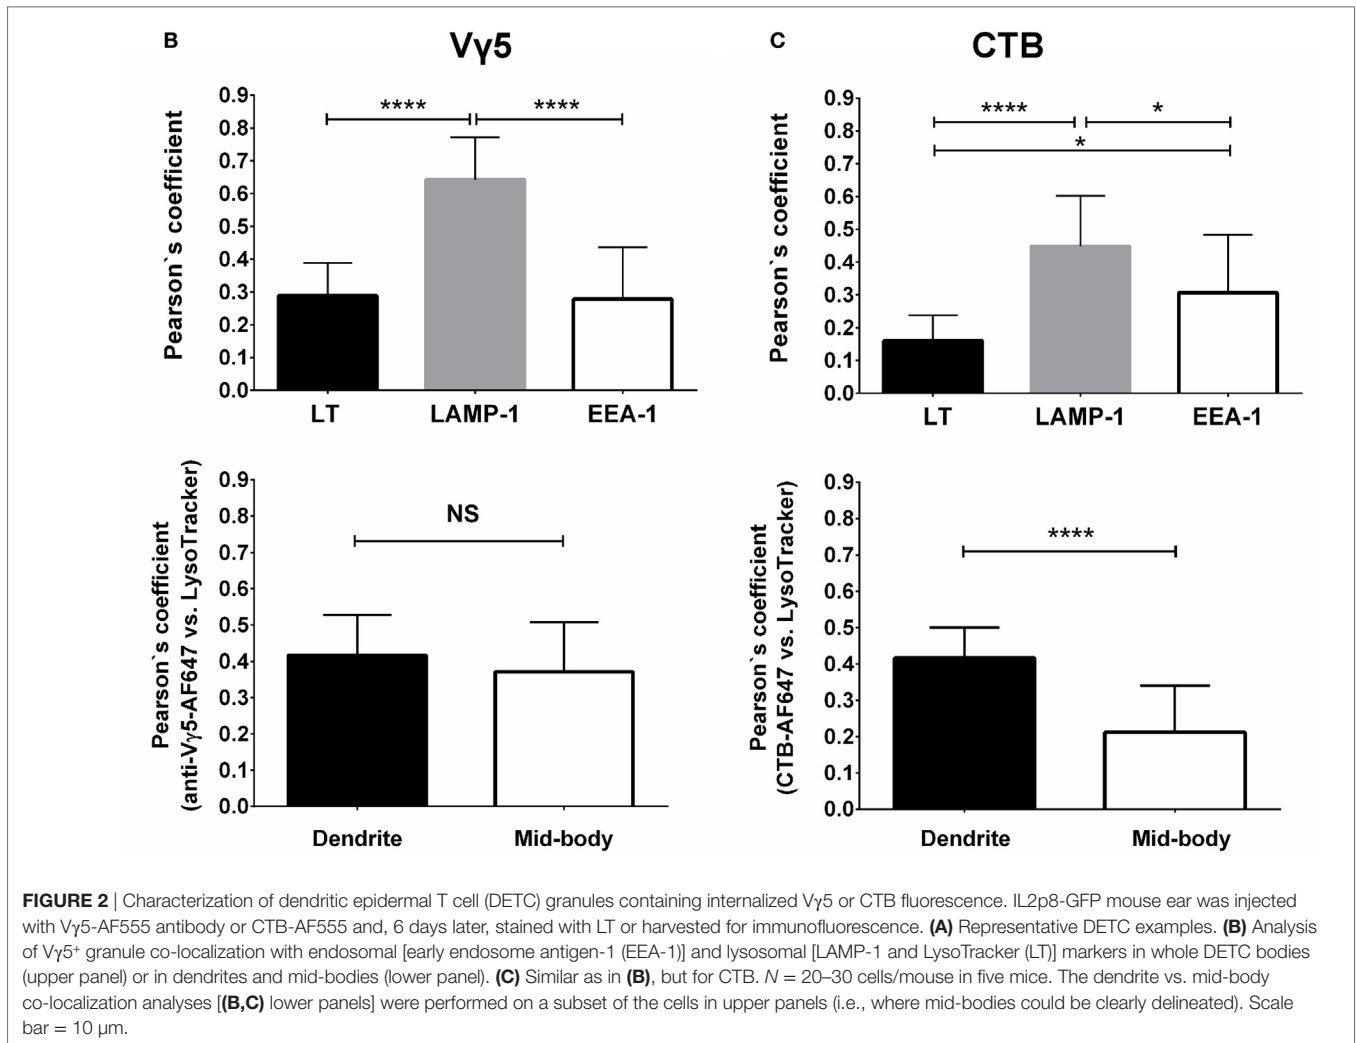 B
Vγ5
0.9
0.8
0.7
0.6
0.5
0.4
0.3
0.2
0.1
0.0
Pearson`s coefficient
****
****
LT
LAMP-1
EEA-1
C
CTB
0.9
0.8
0.7
0.6
0.5
0.4
0.3
0.2
0.1
0.0
Pearson`s coefficient
****
*
*
LT
LAMP-1
EEA-1
0.9
0.8
0.7
0.6
0.5
0.4
0.3
0.2
0.1
0.0
Pearson`s coefficient
(anti-Vγ5-AF647 vs. LysoTracker)
NS
Dendrite
Mid-body
0.9
0.8
0.7
0.6
0.5
0.4
0.3
0.2
0.1
0.0
Pearson`s coefficient
(CTB-AF647 vs. LysoTracker)
****
Dendrite
Mid-body
FIGURE 2 | Characterization of dendritic epidermal T cell (DETC) granules containing internalized Vγ5 or CTB fluorescence. IL2p8-GFP mouse ear was injected
with Vγ5-AF555 antibody or CTB-AF555 and, 6 days later, stained with LT or harvested for immunofluorescence. (A) Representative DETC examples. (B) Analysis
of Vγ5⁺ granule co-localization with endosomal [early endosome antigen-1 (EEA-1)] and lysosomal [LAMP-1 and LysoTracker (LT)] markers in whole DETC bodies
(upper panel) or in dendrites and mid-bodies (lower panel). (C) Similar as in (B), but for CTB. N = 20–30 cells/mouse in five mice. The dendrite vs. mid-body
co-localization analyses [(B,C) lower panels] were performed on a subset of the cells in upper panels (i.e., where mid-bodies could be clearly delineated). Scale
bar = 10 μm.